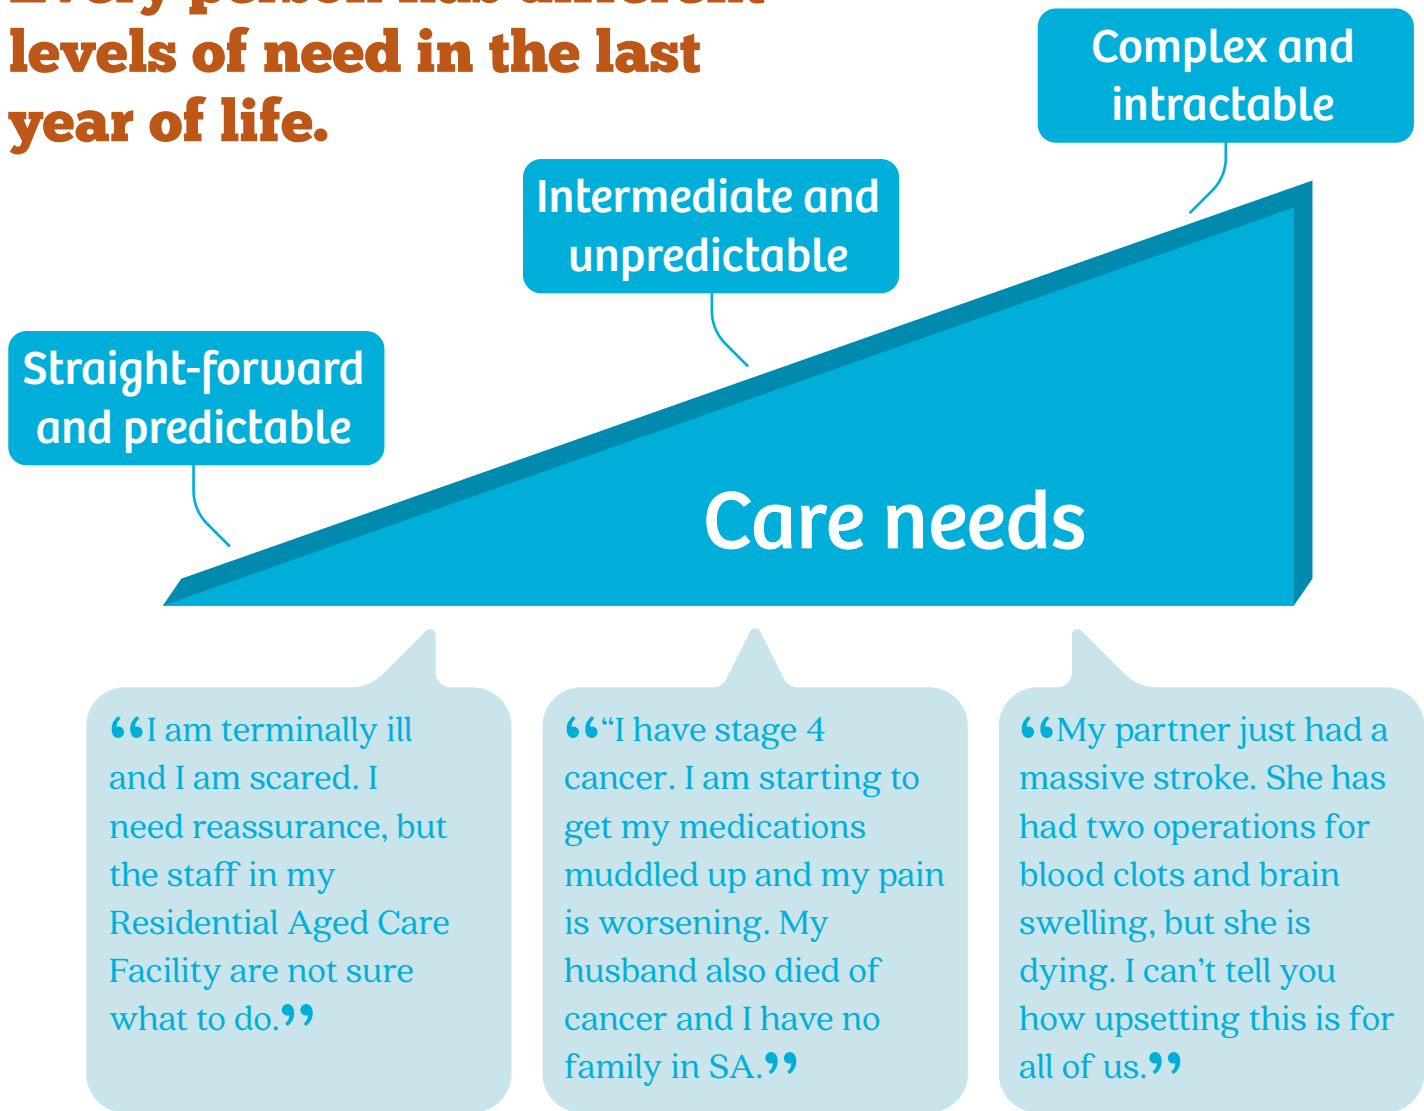 Every person has different
levels of need in the last
year of life.
Complex and
intractable
Intermediate and
unpredictable
Straight-forward
and predictable
Care needs
“I am terminally ill
and I am scared. I
need reassurance, but
the staff in my
Residential Aged Care
Facility are not sure
what to do.”
““I have stage 4
cancer. I am starting to
get my medications
muddled up and my pain
is worsening. My
husband also died of
cancer and I have no
family in SA.”
“My partner just had a
massive stroke. She has
had two operations for
blood clots and brain
swelling, but she is
dying. I can’t tell you
how upsetting this is for
all of us.”